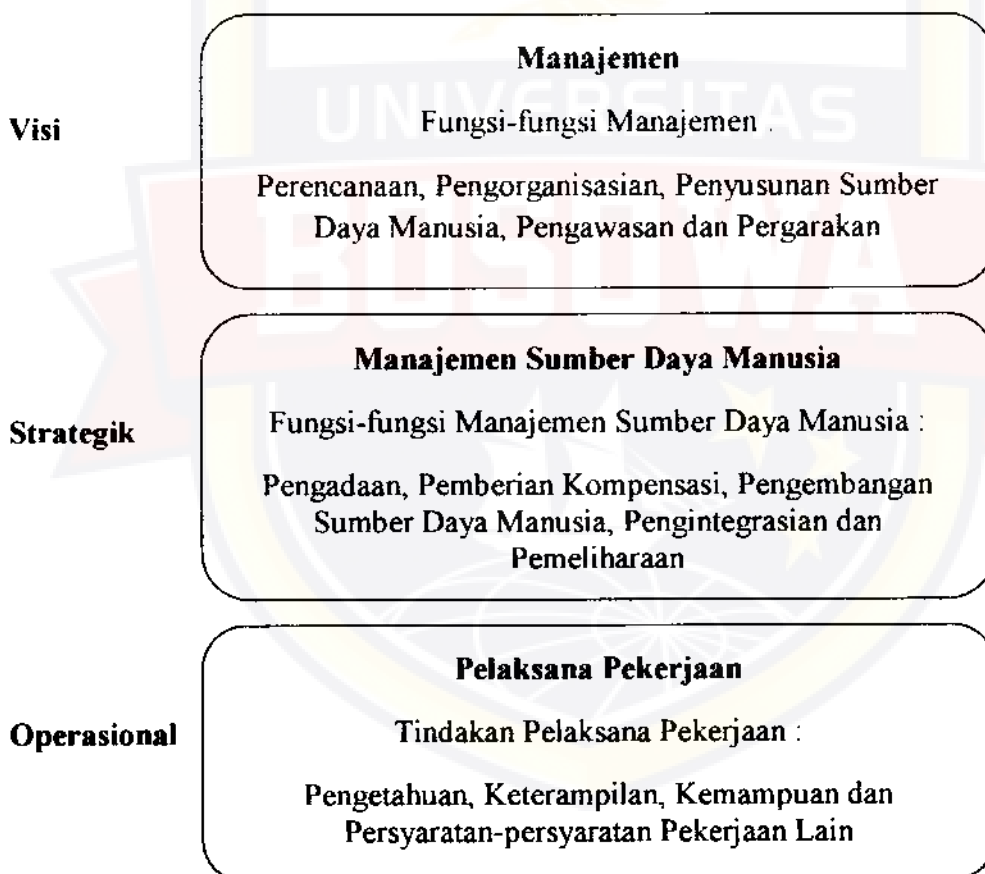 Manajemen
UNIVERSITAS
Visi
Fungsi-fungsi Manajemen :
Perencanaan, Pengorganisasian, Penyusunan Sumber
Daya Manusia, Pengawasan dan Pergarakan
BOSOWA
Manajemen Sumber Daya Manusia
Strategik
Fungsi-fungsi Manajemen Sumber Daya Manusia :
Pengadaan, Pemberian Kompensasi, Pengembangan
Sumber Daya Manusia, Pengintegrasian dan
Pemeliharaan
Pelaksana Pekerjaan
Operasional
Tindakan Pelaksana Pekerjaan :
Pengetahuan, Keterampilan, Kemampuan dan
Persyaratan-persyaratan Pekerjaan Lain